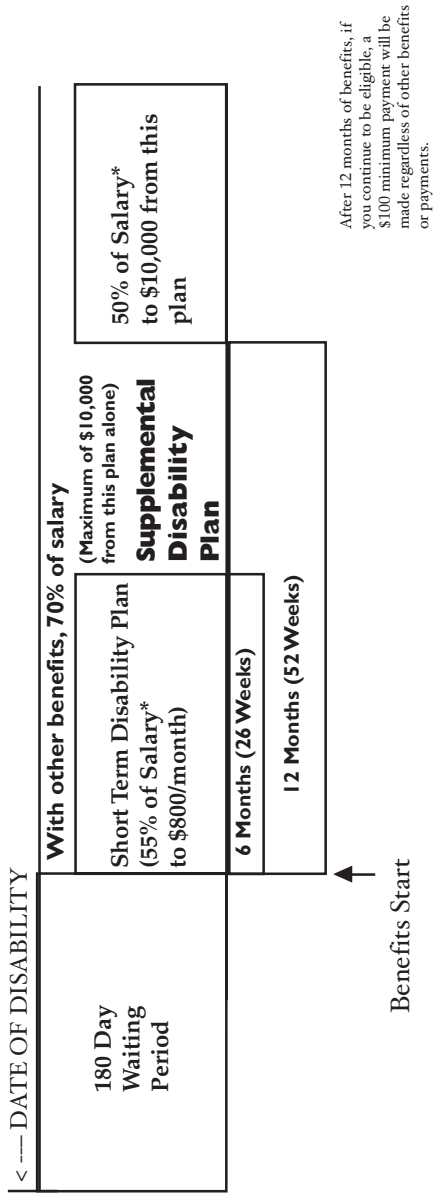 < ---- DATE OF DISABILITY
180 Day
Waiting
Period
With other benefits, 70% of salary
Short Term Disability Plan
(55% of Salary*
to $800/month)
(Maximum of $10,000
from this plan alone)
Supplemental
Disability
Plan
50% of Salary*
to $10,000 from this
plan
6 Months (26 Weeks)
12 Months (52 Weeks)
Benefits Start
After 12 months of benefits, if
you continue to be eligible, a
$100 minimum payment will be
made regardless of other benefits
or payments.